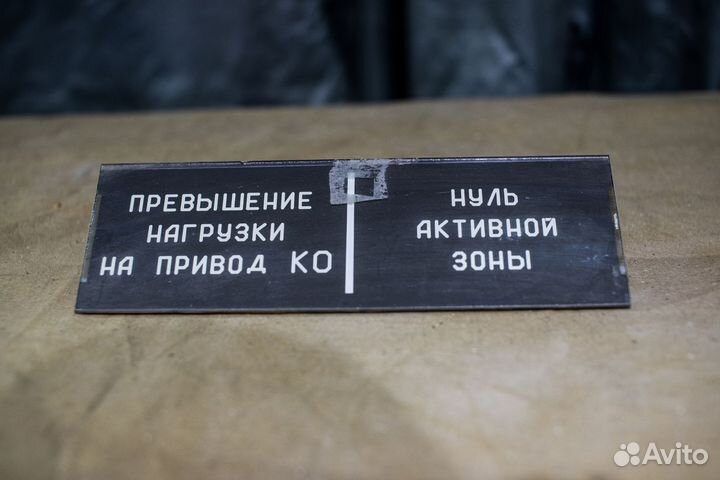 ПРЕВЫШЕНИЕ
НАГРУЗКИ
НА ПРИВОД КО
НУЛЬ
АКТИВНОЙ
ЗОНЫ
Avito